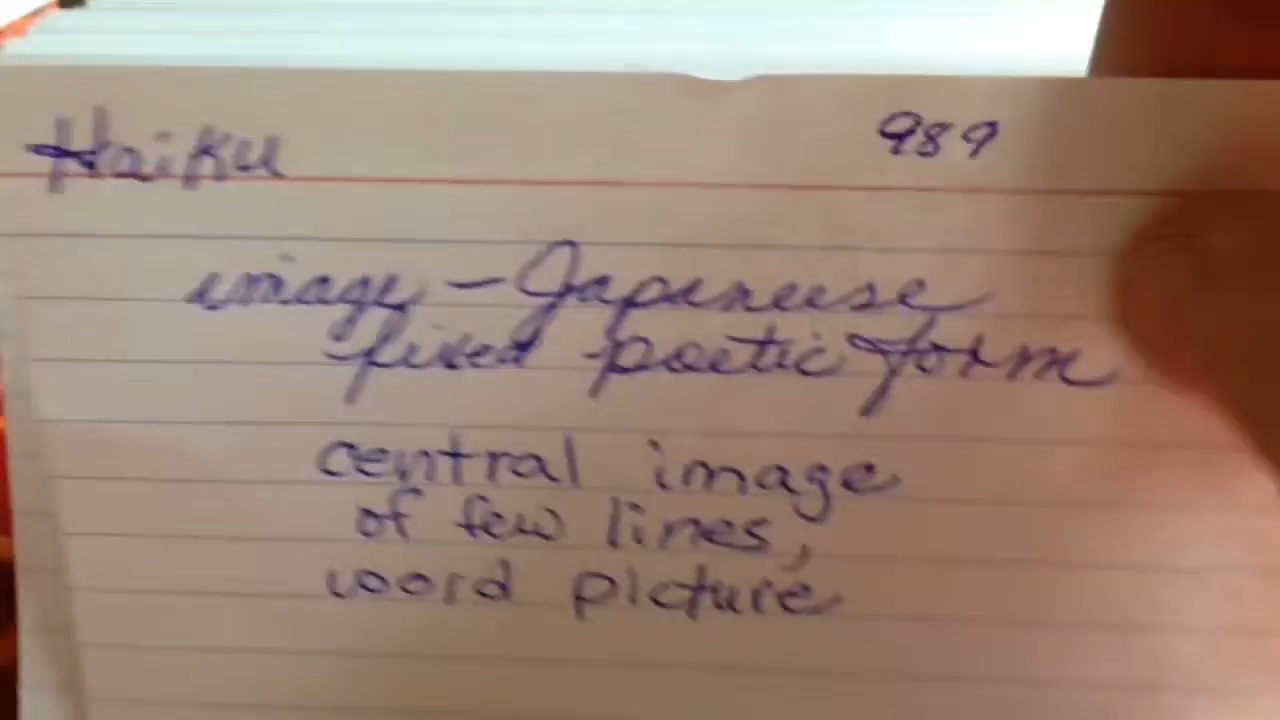 Haiku 989
image - Japanese
fixed poetic form
central image
of few lines,
word picture